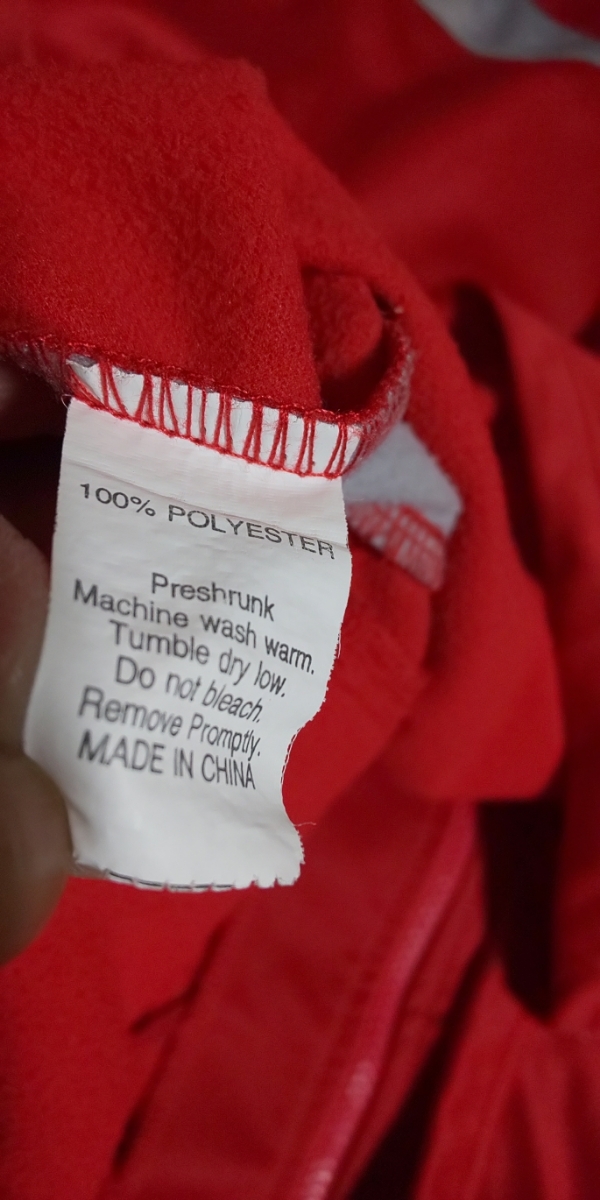 100% POLYESTER
Preshrunk
Machine wash warm.
Tumble dry low.
Do not bleach.
Remove Promptly.
MADE IN CHINA